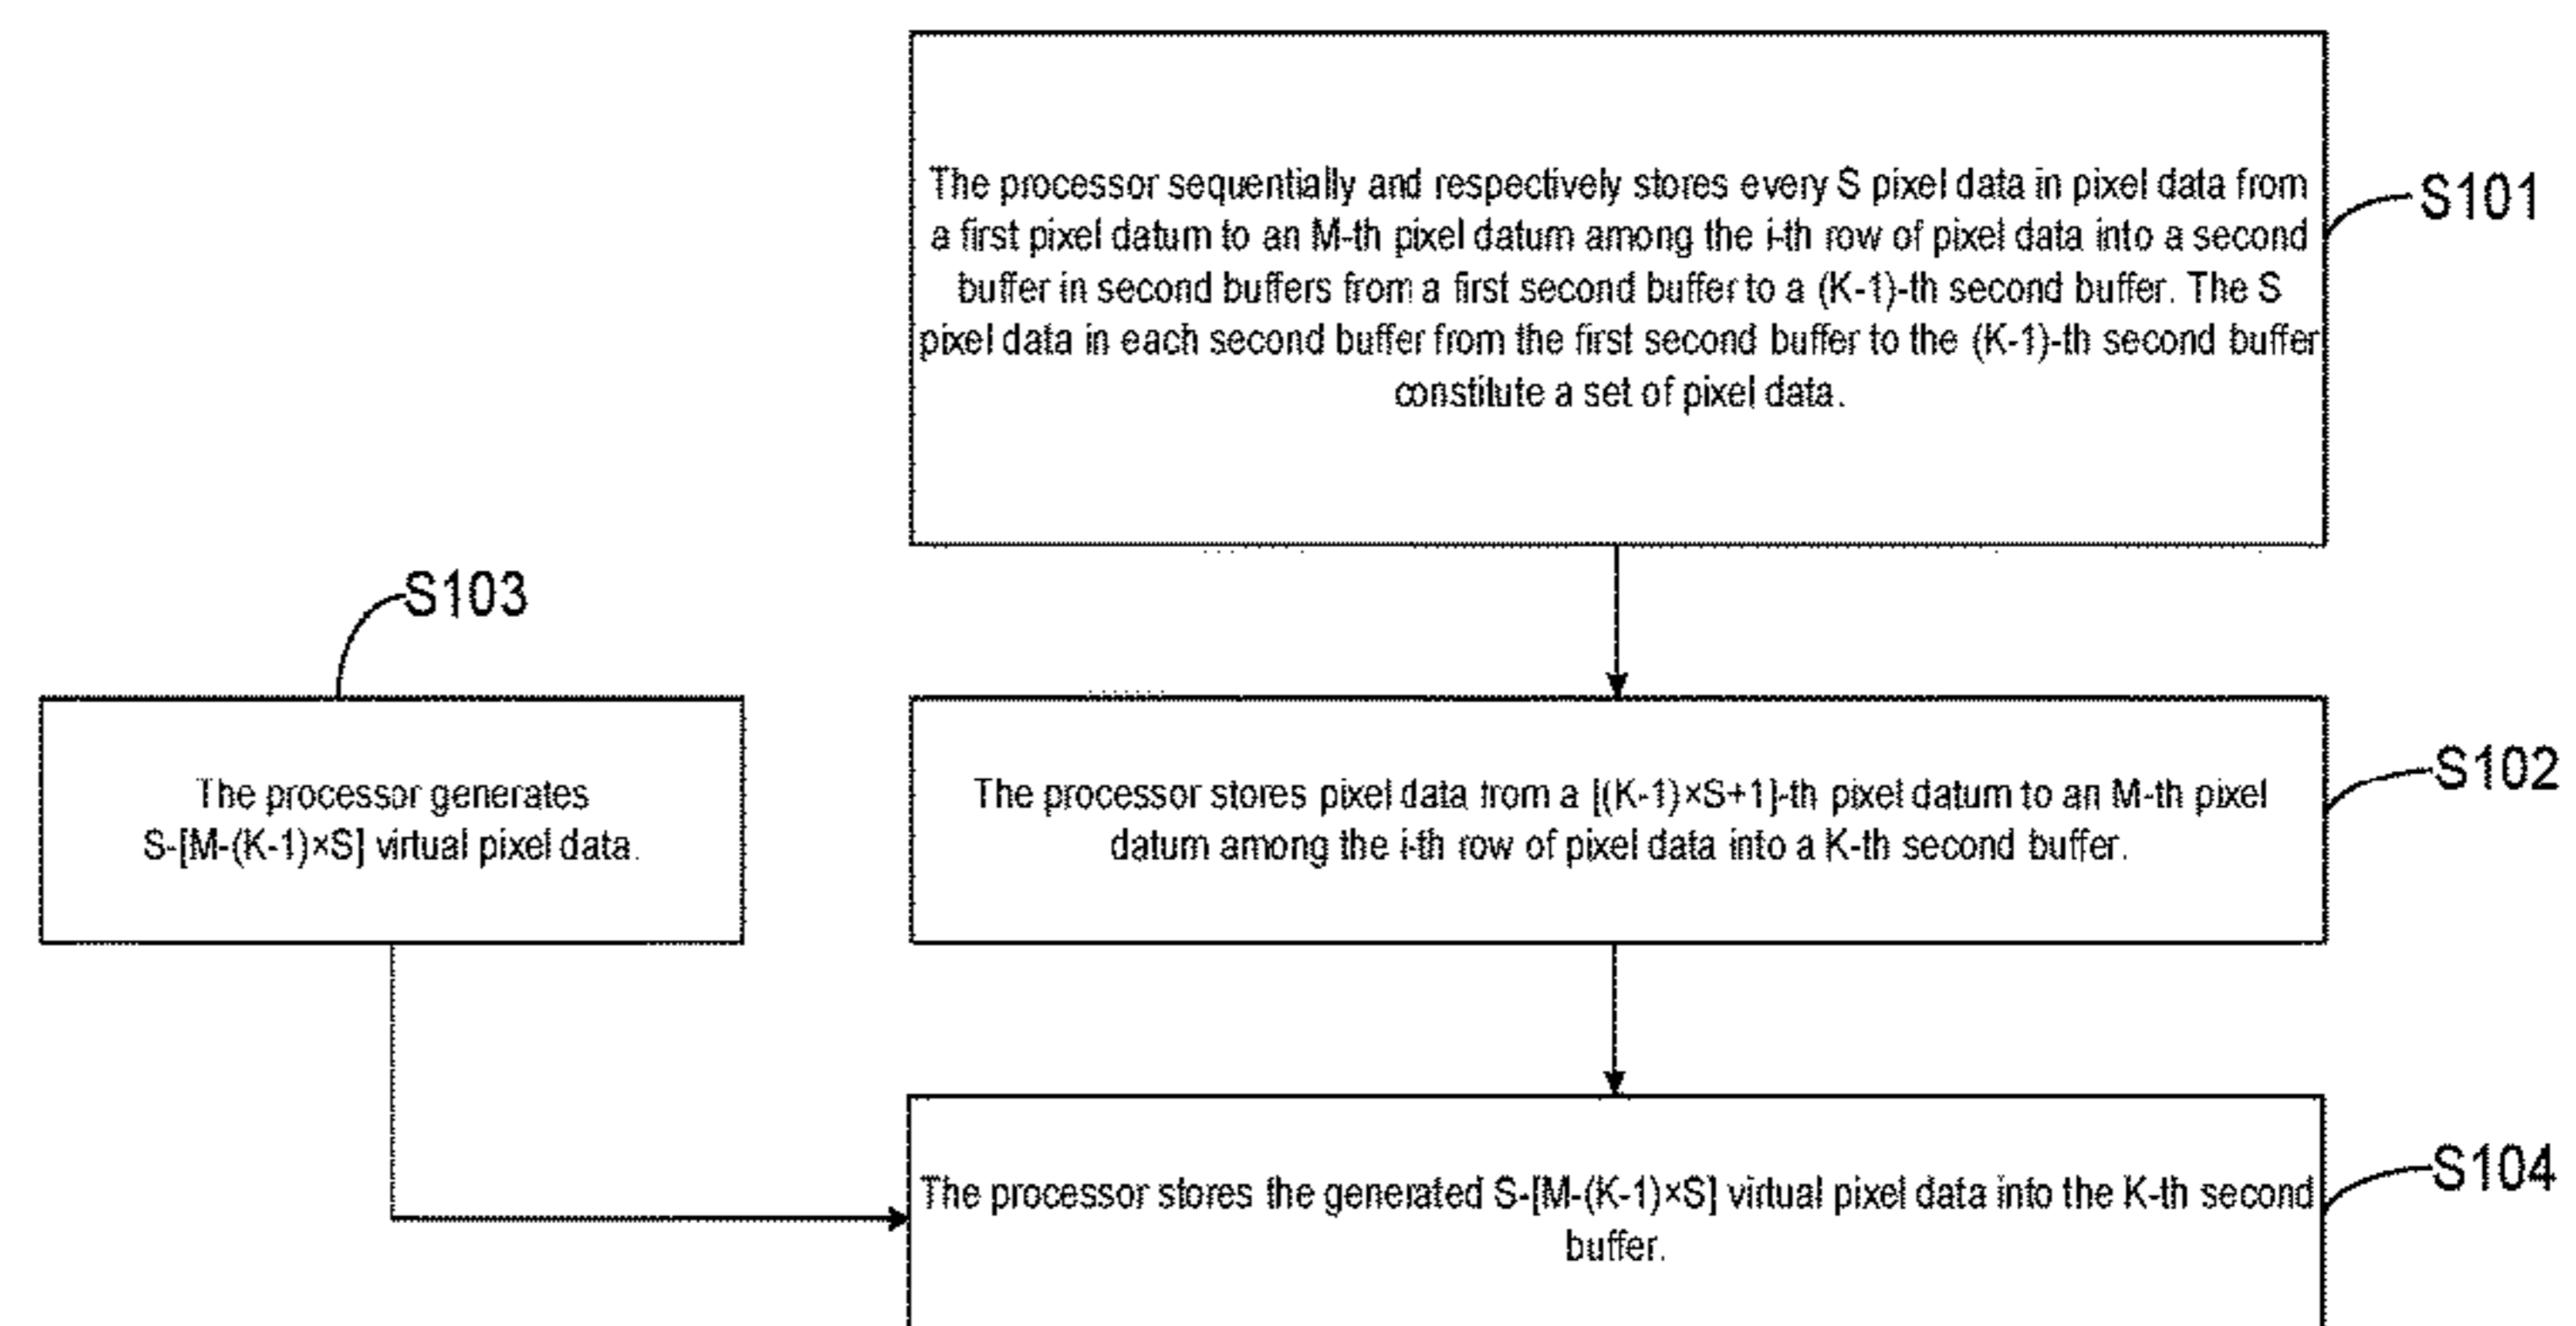 The processor sequentially and respectively stores every S pixel data in pixel data from
a first pixel datum to an M-th pixel datum among the i-th row of pixel data into a second
buffer in second buffers from a first second buffer to a (K-1)-th second buffer. The S
pixel data in each second buffer from the first second buffer to the (K-1)-th second buffer
constitute a set of pixel data.
S101
S103
The processor generates
S-[M-(K-1)×S] virtual pixel data.
The processor stores pixel data from a [(K-1)×S+1]-th pixel datum to an M-th pixel
datum among the i-th row of pixel data into a K-th second buffer.
S102
The processor stores the generated S-[M-(K-1)×S] virtual pixel data into the K-th second
buffer.
S104